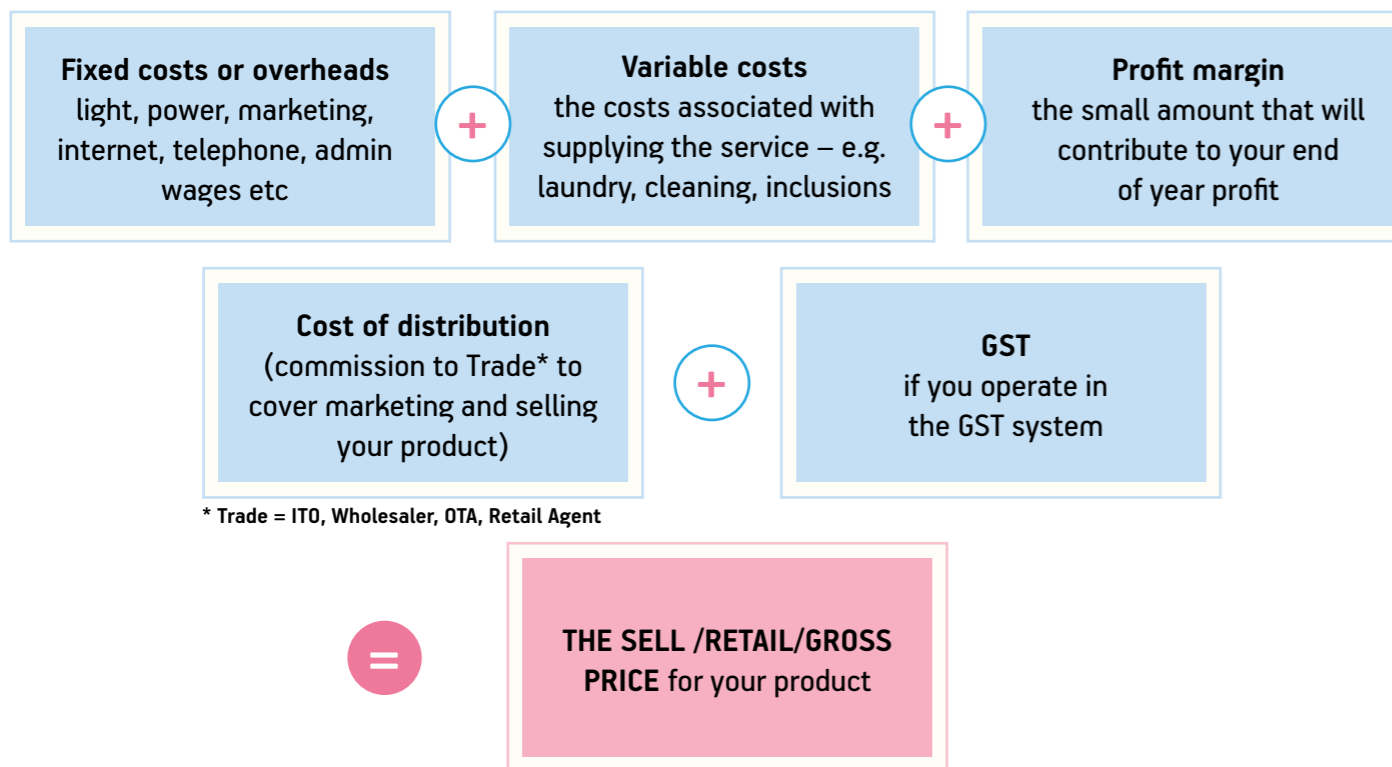 Fixed costs or overheads
light, power, marketing,
internet, telephone, admin
wages etc
+
Variable costs
the costs associated with
supplying the service – e.g.
laundry, cleaning, inclusions
+
Profit margin
the small amount that will
contribute to your end
of year profit
Cost of distribution
(commission to Trade* to
cover marketing and selling
your product)
+
GST
if you operate in
the GST system
* Trade = ITO, Wholesaler, OTA, Retail Agent
=
THE SELL /RETAIL/GROSS
PRICE for your product